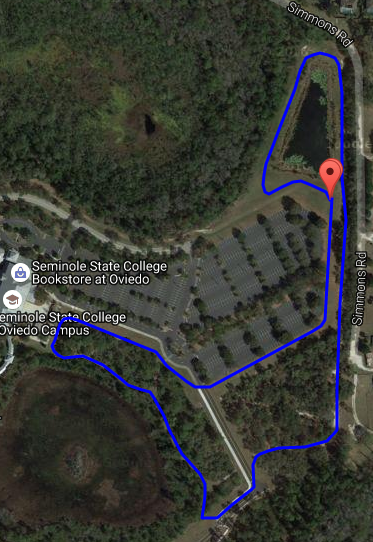 Simmons Rd
Simmons Rd
Seminole State College
Bookstore at Oviedo
Seminole State College
Oviedo Campus